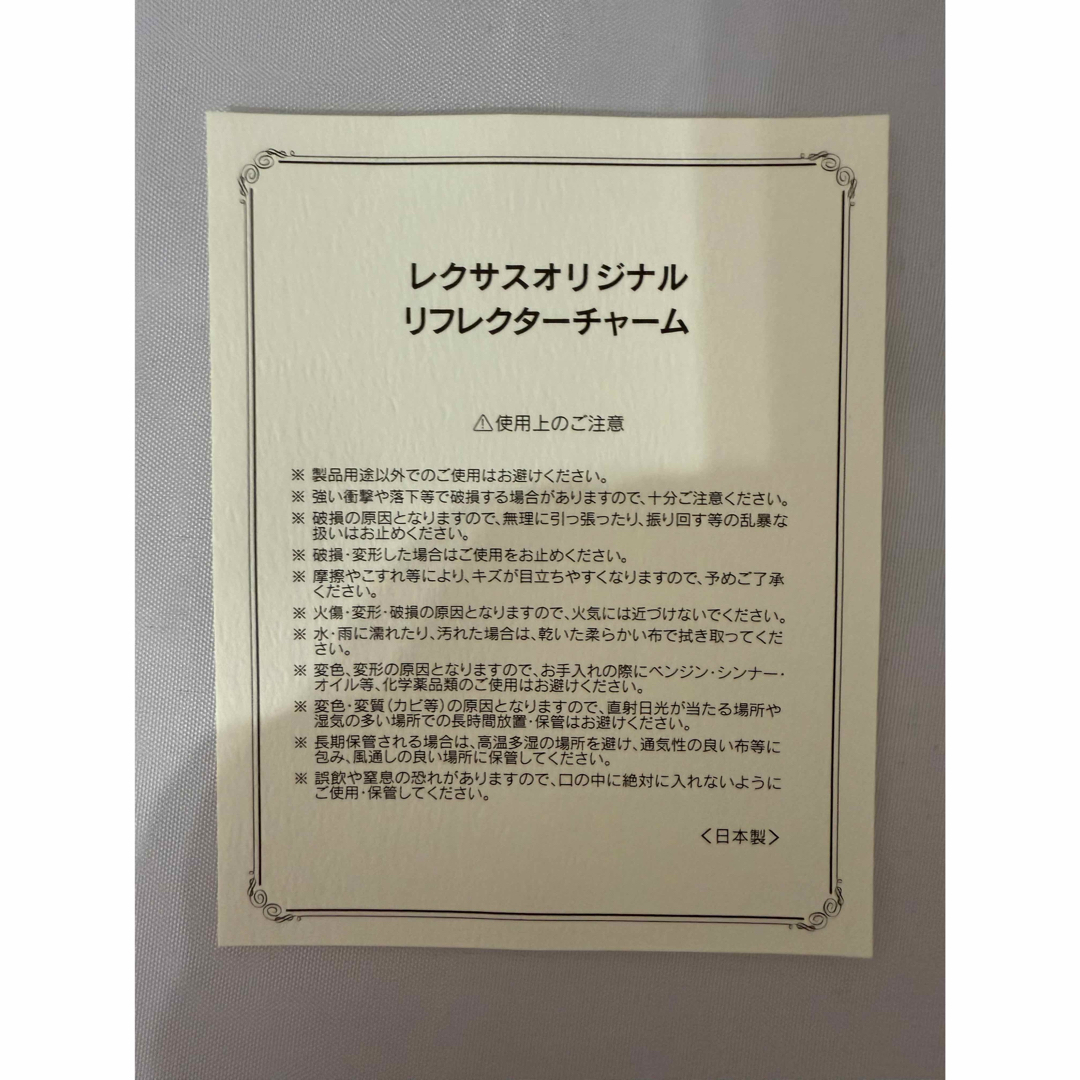 レクサスオリジナル
リフレクターチャーム
⚠使用上のご注意
※ 製品用途以外でのご使用はお避けください。
※ 強い衝撃や落下等で破損する場合がありますので、十分ご注意ください。
※ 破損の原因となりますので、無理に引っ張ったり、振り回す等の乱暴な
扱いはお止めください。
※ 破損・変形した場合はご使用をお止めください。
※ 摩擦やこすれ等により、キズが目立ちやすくなりますので、予めご了承
ください。
※ 火傷・変形・破損の原因となりますので、火気には近づけないでください。
※ 水・雨に濡れたり、汚れた場合は、乾いた柔らかい布で拭き取ってくだ
さい。
※ 変色、変形の原因となりますので、お手入れの際にベンジン・シンナー・
オイル等、化学薬品類のご使用はお避けください。
※ 変色・変質(カビ等)の原因となりますので、直射日光が当たる場所や
湿気の多い場所での長時間放置・保管はお避けください。
※ 長期保管される場合は、高温多湿の場所を避け、通気性の良い布等に
包み、風通しの良い場所に保管してください。
※ 誤飲や窒息の恐れがありますので、口の中に絶対に入れないように
ご使用・保管してください。
〈日本製〉